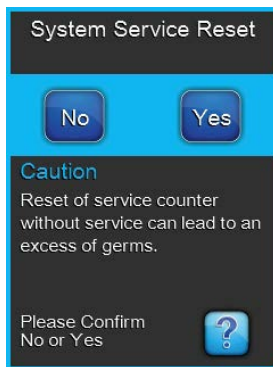 System Service Reset
No Yes
Caution
Reset of service counter
without service can lead to an
excess of germs.
Please Confirm
No or Yes
?